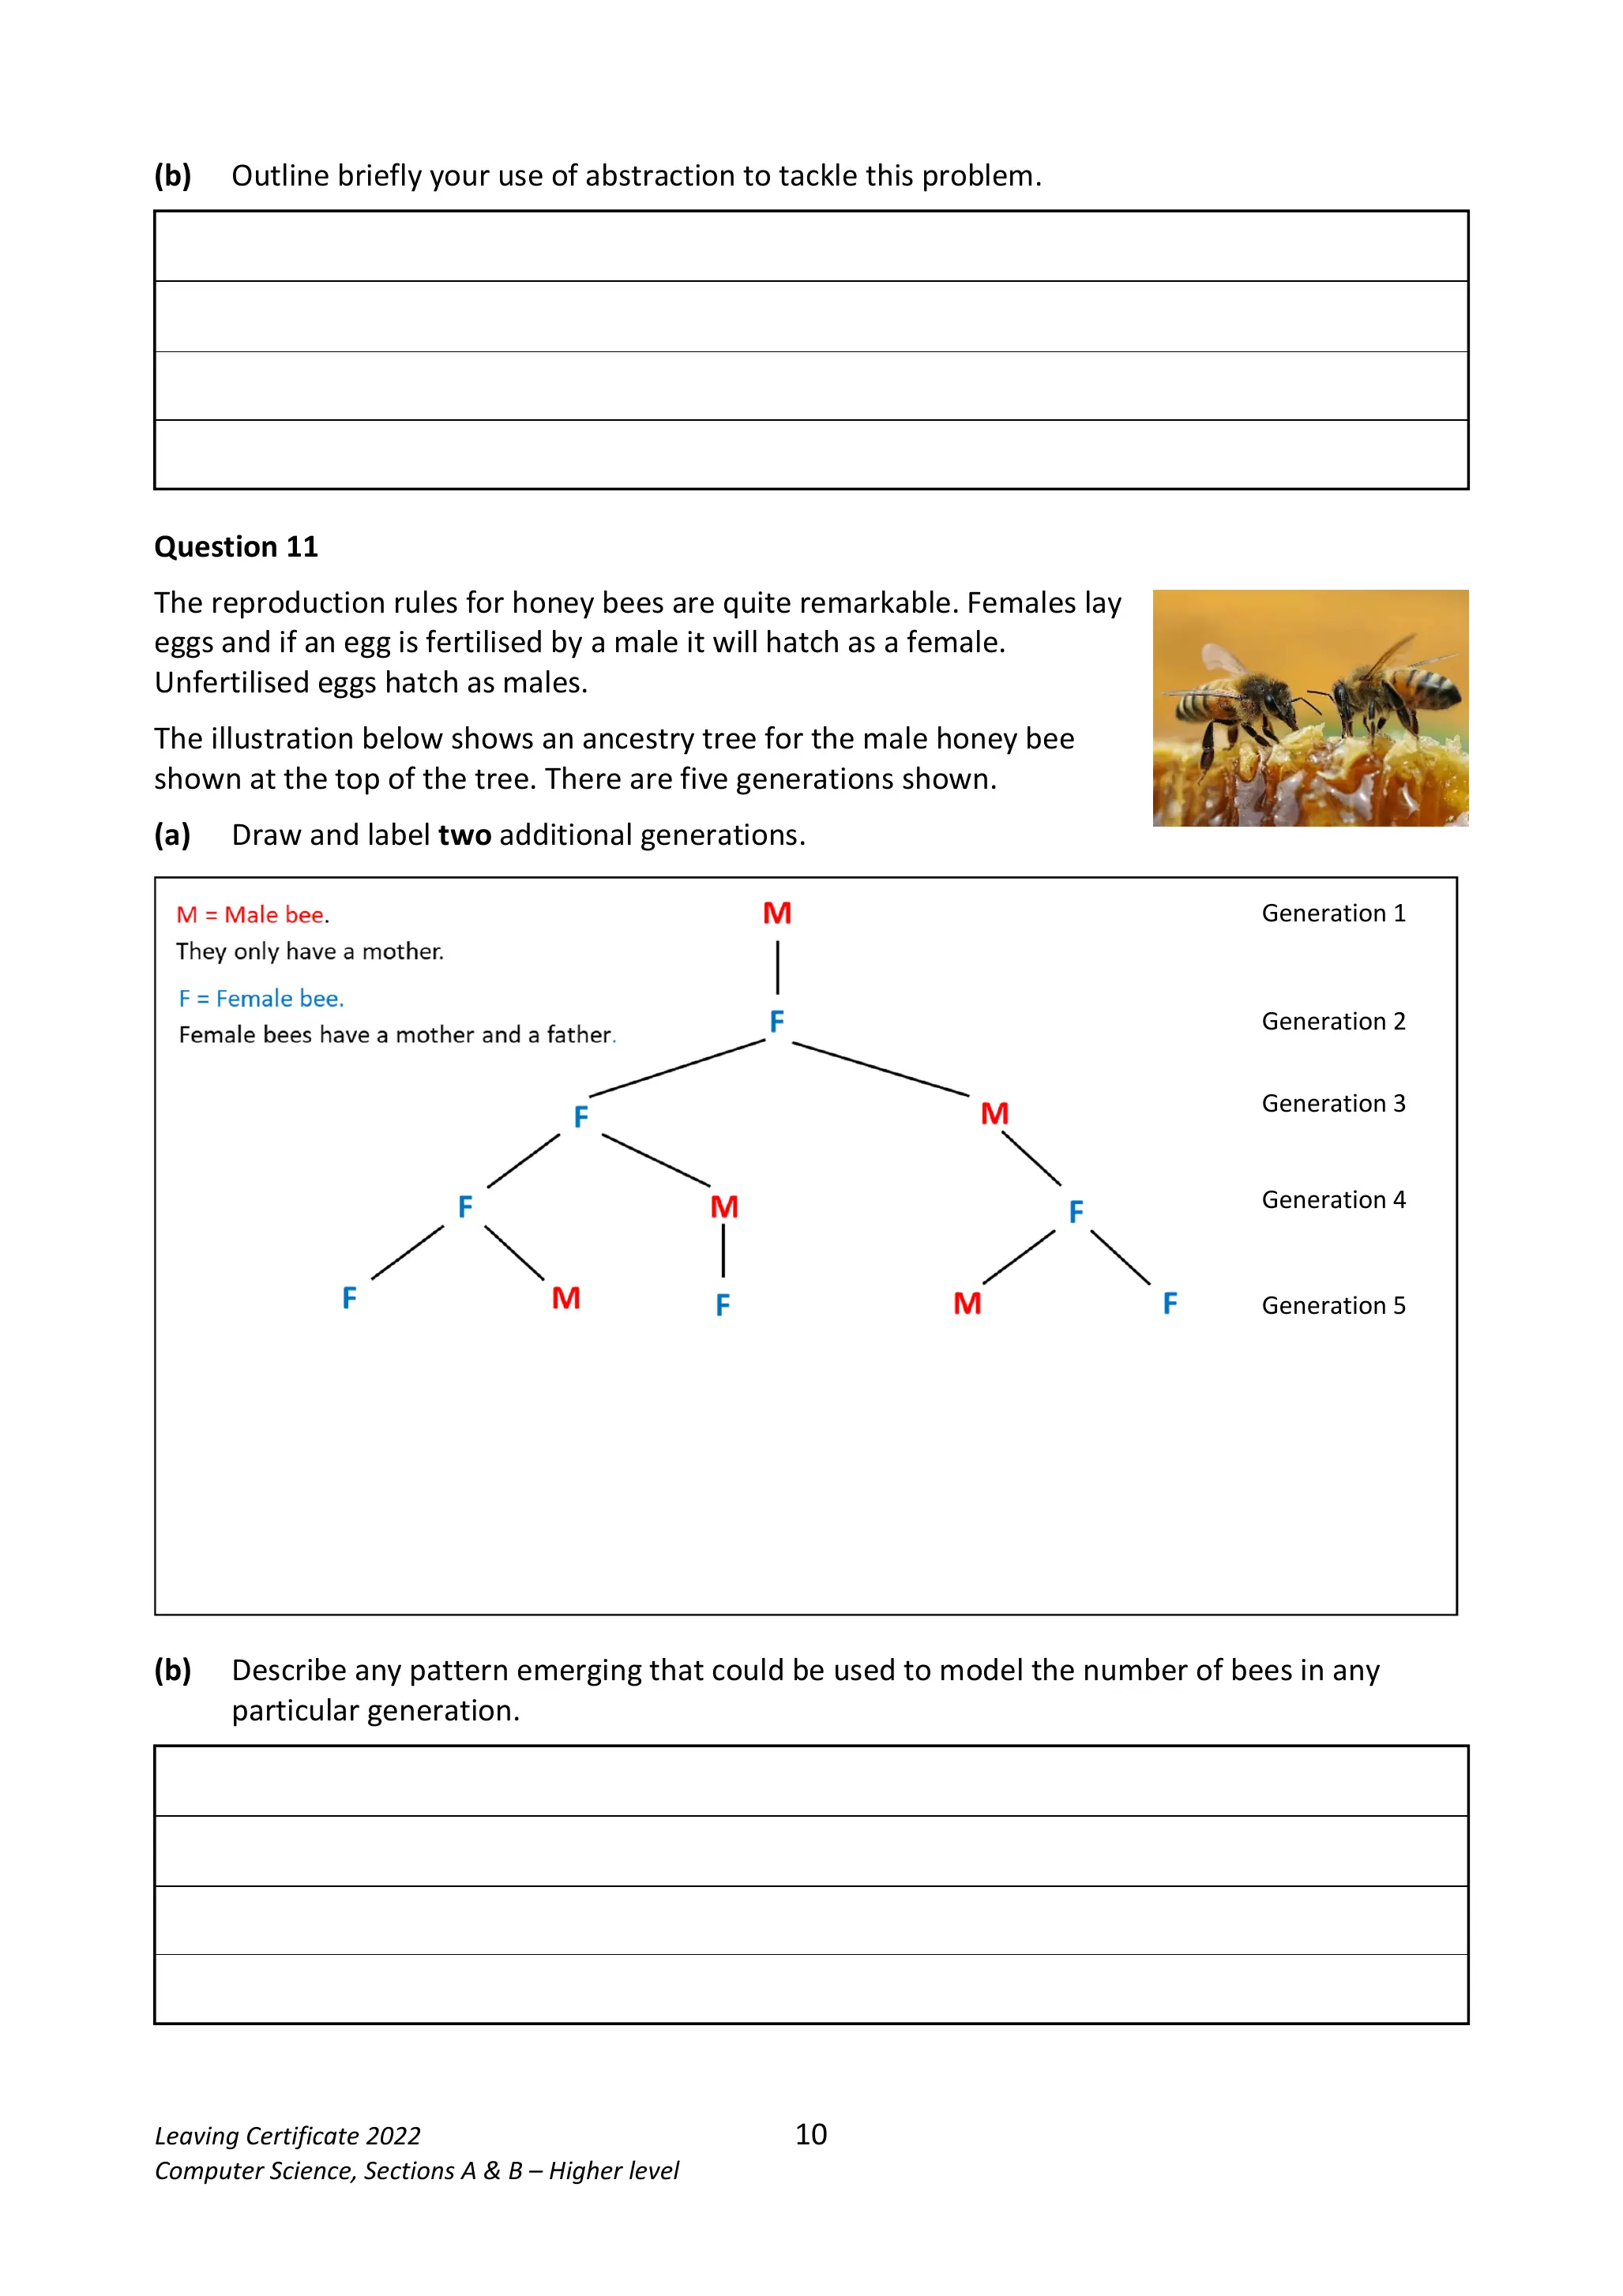 (b) Outline briefly your use of abstraction to tackle this problem.
Question 11
The reproduction rules for honey bees are quite remarkable. Females lay
eggs and if an egg is fertilised by a male it will hatch as a female.
Unfertilised eggs hatch as males.
The illustration below shows an ancestry tree for the male honey bee
shown at the top of the tree. There are five generations shown.
(a) Draw and label two additional generations.
M = Male bee.
They only have a mother.
F = Female bee.
Female bees have a mother and a father.
M Generation 1
F Generation 2
F M Generation 3
F M F Generation 4
F M F M F Generation 5
(b) Describe any pattern emerging that could be used to model the number of bees in any
particular generation.
Leaving Certificate 2022
10
Computer Science, Sections A & B – Higher level